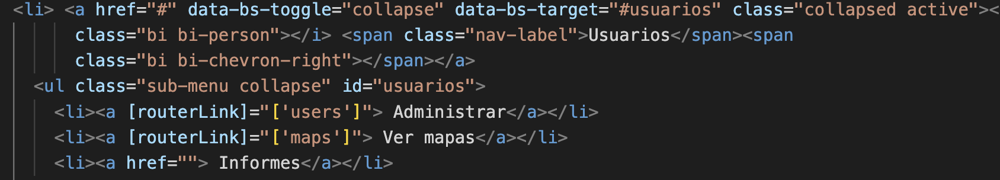 <li> <a href="#" data-bs-toggle="collapse" data-bs-target="#usuarios" class="collapsed active"><
class="bi bi-person"></i> <span class="nav-label">Usuarios</span><span
class="bi bi-chevron-right"></span></a>
<ul class="sub-menu collapse" id="usuarios">
<li><a [routerLink]="['users']"> Administrar</a></li>
<li><a [routerLink]="['maps']"> Ver mapas</a></li>
<li><a href=""> Informes</a></li>